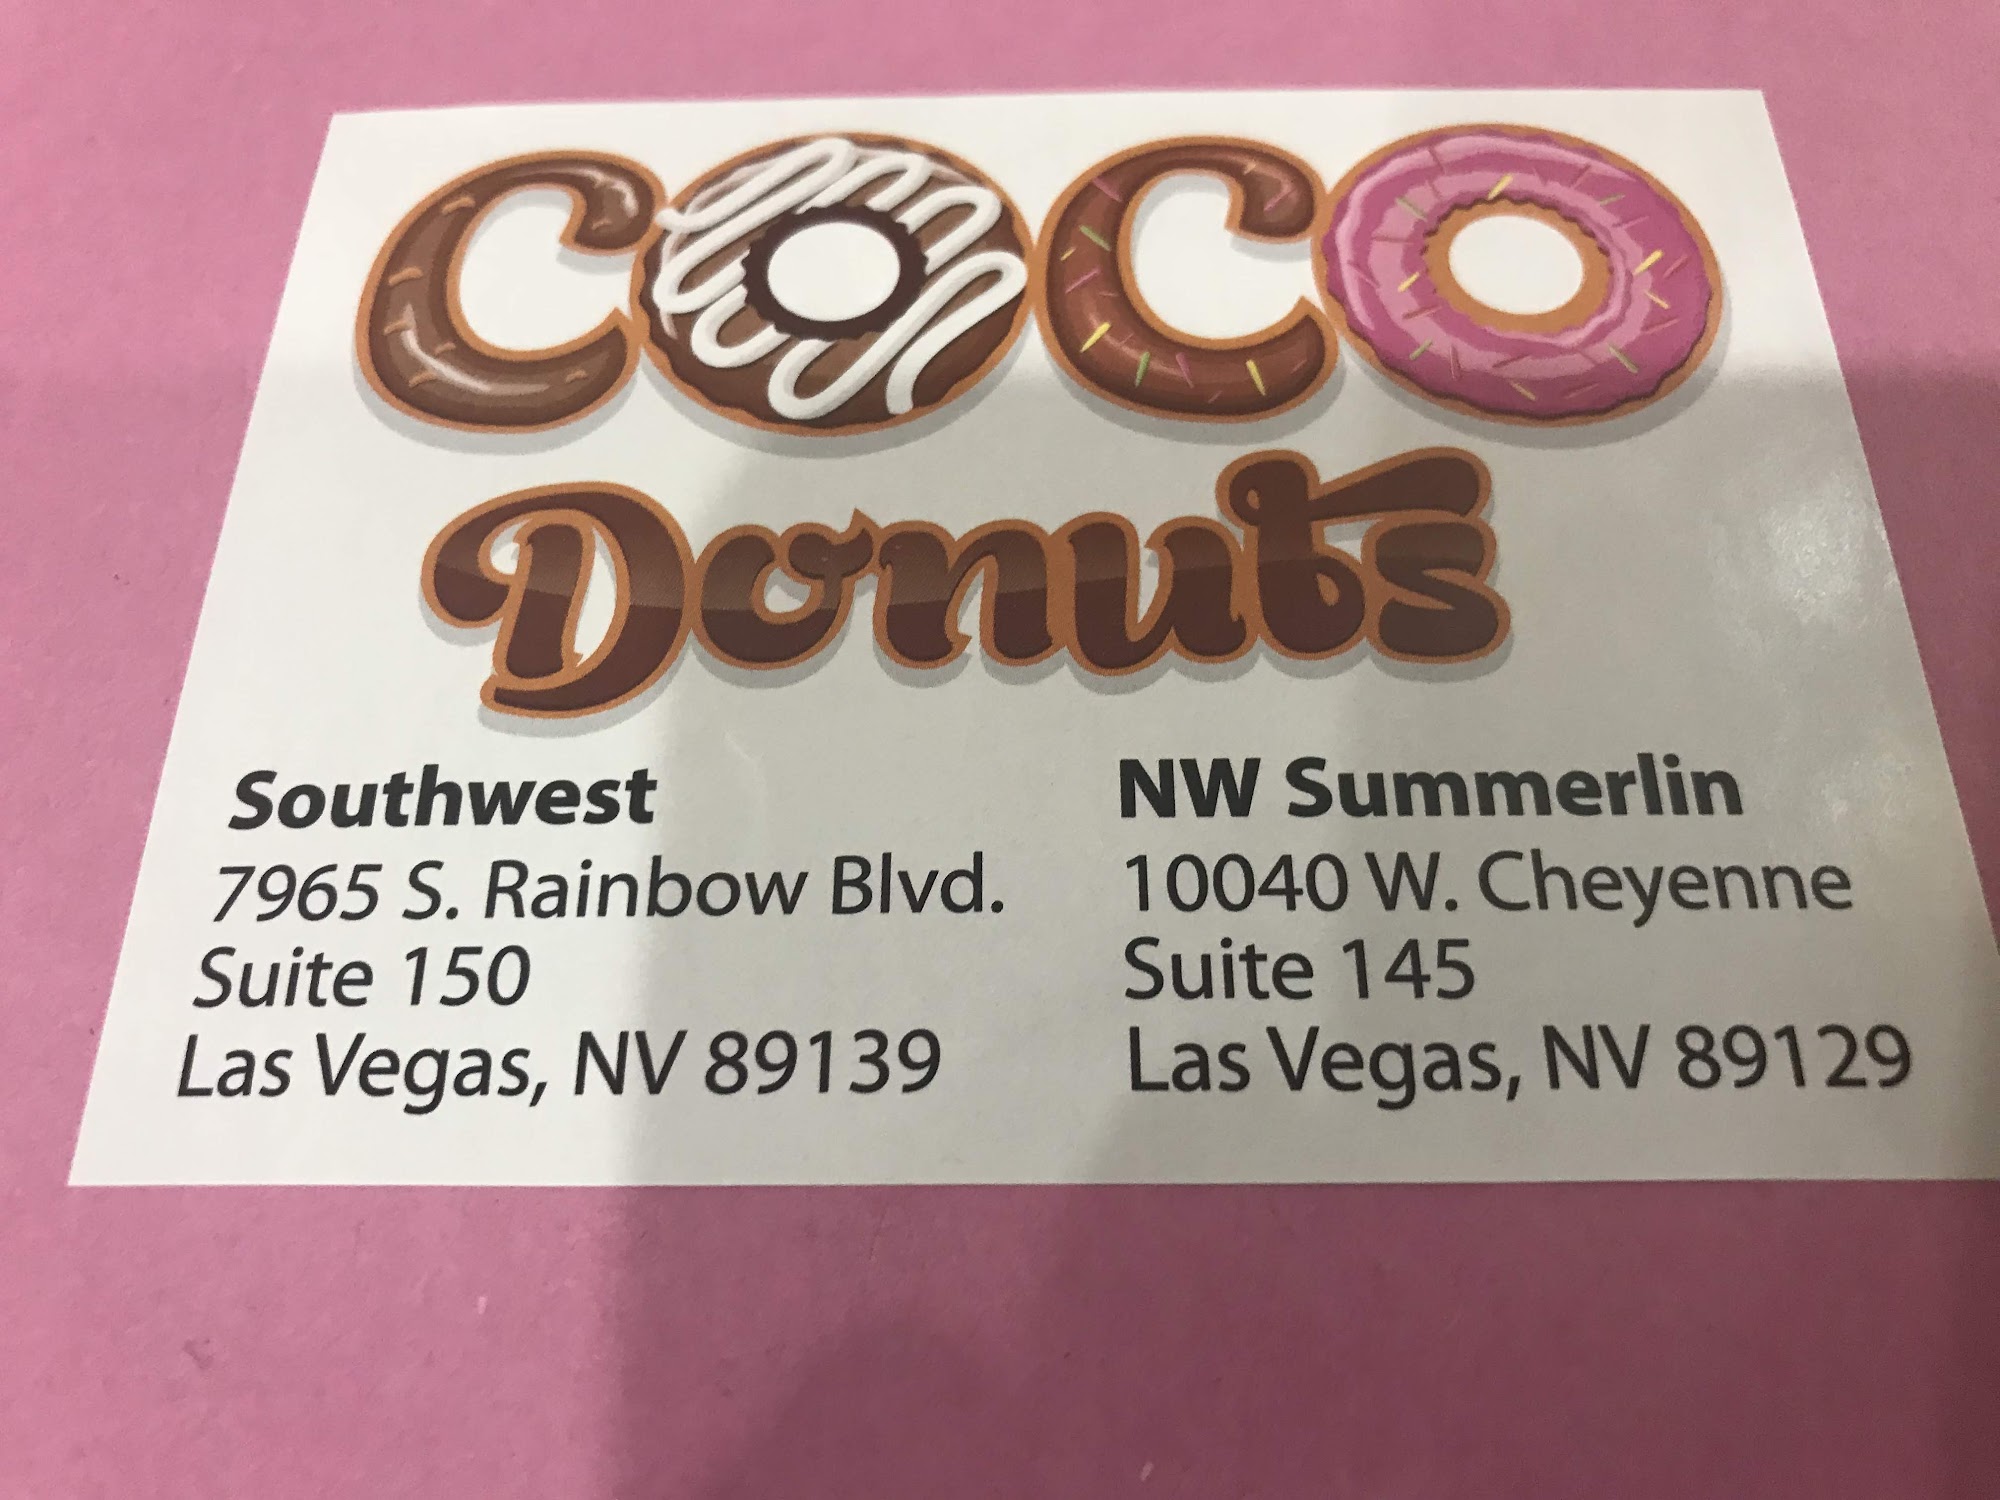 COCO
Donuts
Southwest
7965 S. Rainbow Blvd.
Suite 150
Las Vegas, NV 89139
NW Summerlin
10040 W. Cheyenne
Suite 145
Las Vegas, NV 89129